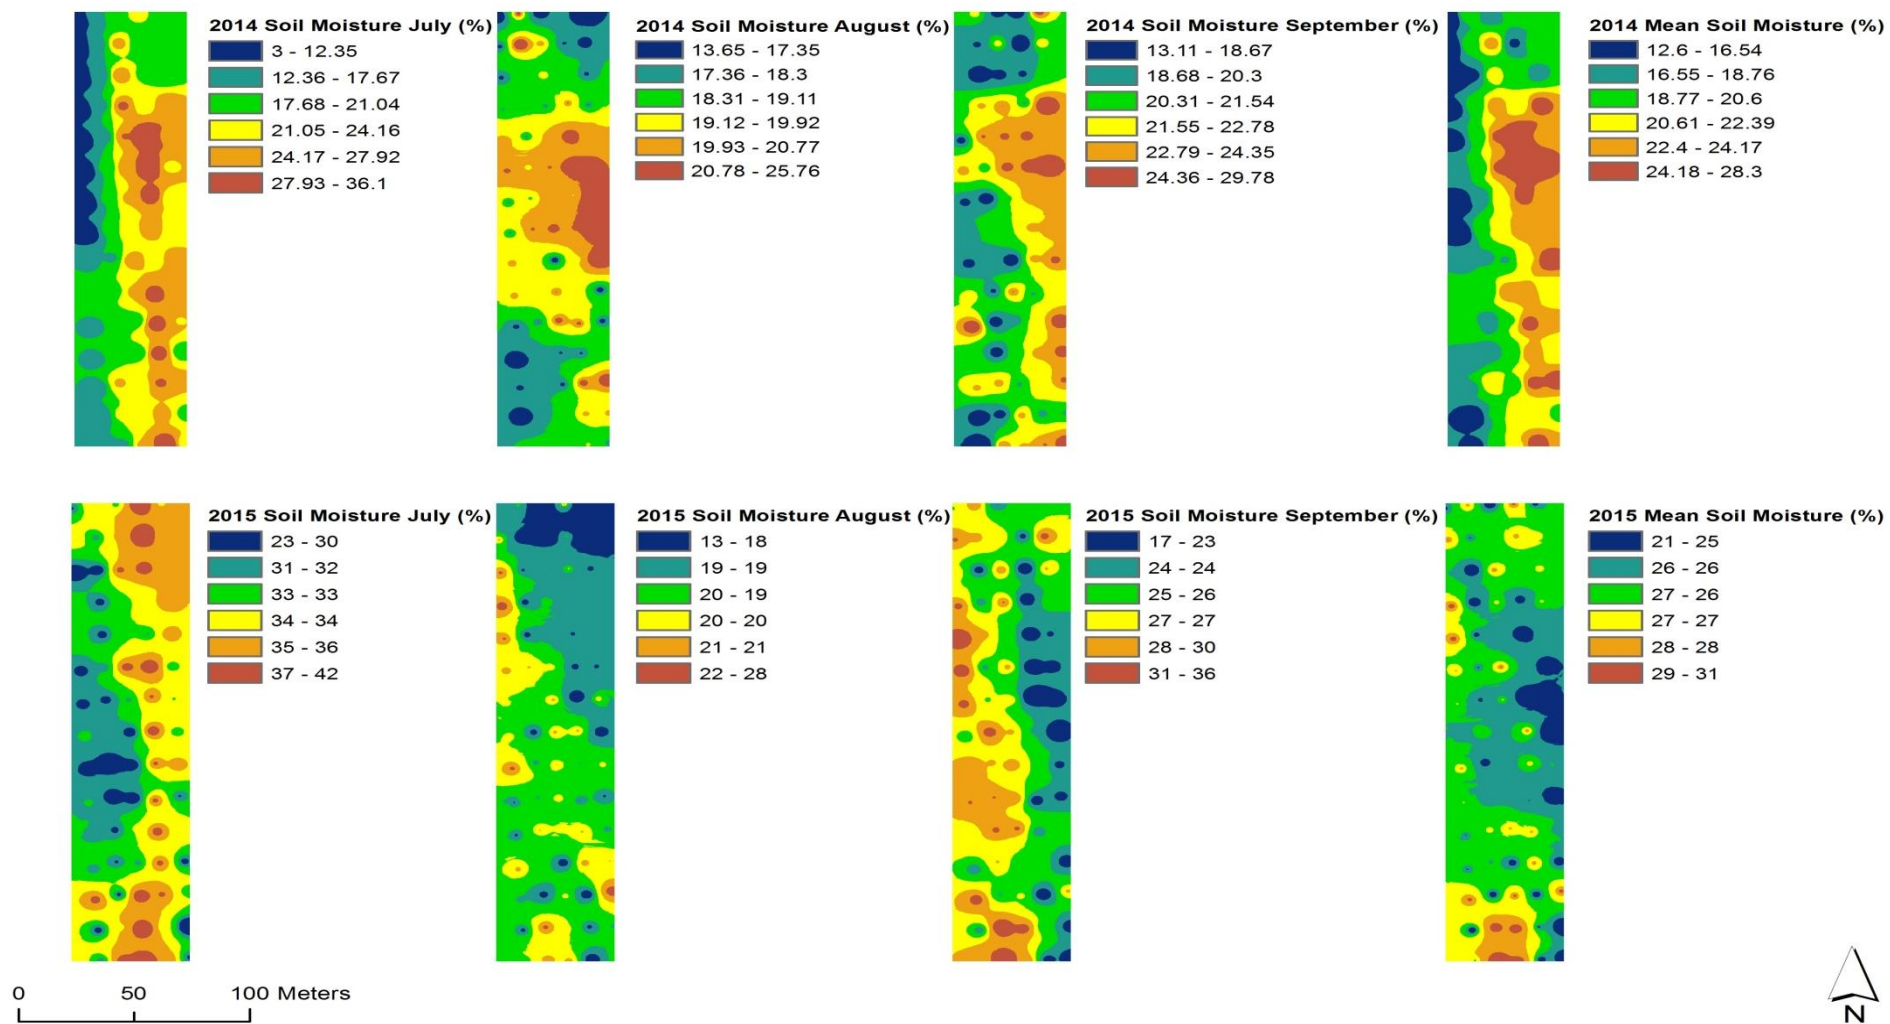 2014 Soil Moisture July (%)
3 - 12.35
12.36 - 17.67
17.68 - 21.04
21.05 - 24.16
24.17 - 27.92
27.93 - 36.1
2014 Soil Moisture August (%)
13.65 - 17.35
17.36 - 18.3
18.31 - 19.11
19.12 - 19.92
19.93 - 20.77
20.78 - 25.76
2014 Soil Moisture September (%)
13.11 - 18.67
18.68 - 20.3
20.31 - 21.54
21.55 - 22.78
22.79 - 24.35
24.36 - 29.78
2014 Mean Soil Moisture (%)
12.6 - 16.54
16.55 - 18.76
18.77 - 20.6
20.61 - 22.39
22.4 - 24.17
24.18 - 28.3
2015 Soil Moisture July (%)
23 - 30
31 - 32
33 - 33
34 - 34
35 - 36
37 - 42
2015 Soil Moisture August (%)
13 - 18
19 - 19
20 - 19
20 - 20
21 - 21
22 - 28
2015 Soil Moisture September (%)
17 - 23
24 - 24
25 - 26
27 - 27
28 - 30
31 - 36
2015 Mean Soil Moisture (%)
21 - 25
26 - 26
27 - 26
27 - 27
28 - 28
29 - 31
0 50 100 Meters
N